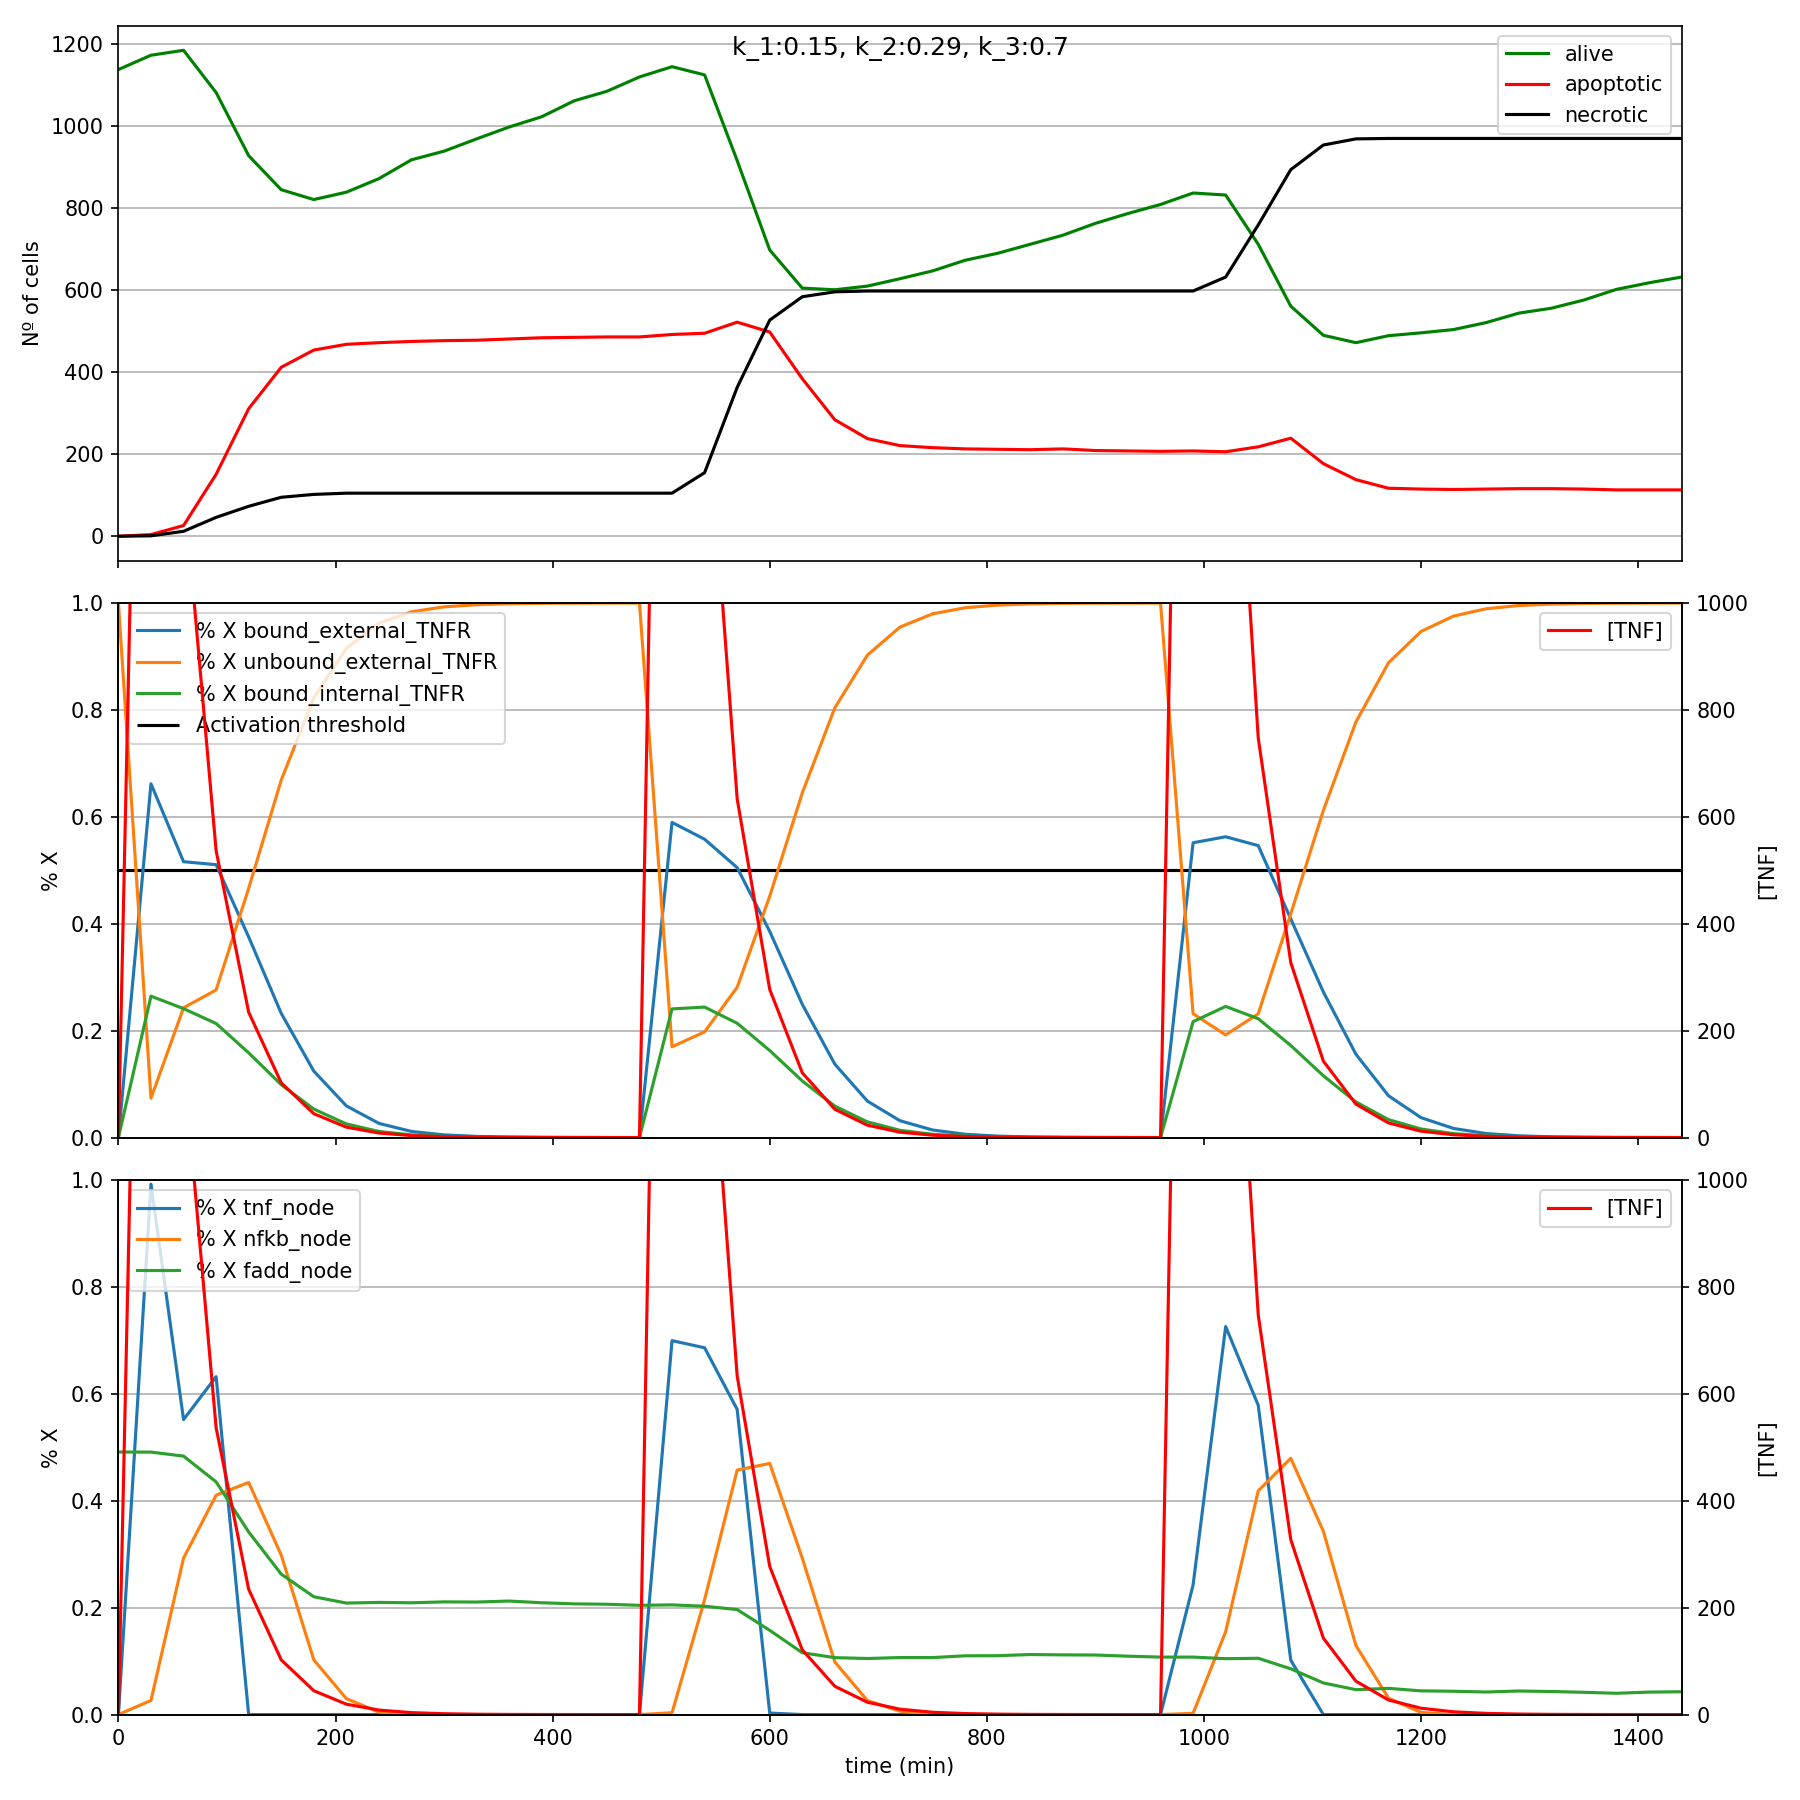 k_1:0.15, k_2:0.29, k_3:0.7
alive
apoptotic
necrotic
1200
1000
800
600
400
200
0
Nº of cells
% X bound_external_TNFR
% X unbound_external_TNFR
% X bound_internal_TNFR
Activation threshold
[TNF]
1.0
0.8
0.6
0.4
0.2
0.0
% X
1000
800
600
400
200
0
[TNF]
% X tnf_node
% X nfkb_node
% X fadd_node
[TNF]
1.0
0.8
0.6
0.4
0.2
0.0
% X
1000
800
600
400
200
0
[TNF]
0 200 400 600 800 1000 1200 1400
time (min)